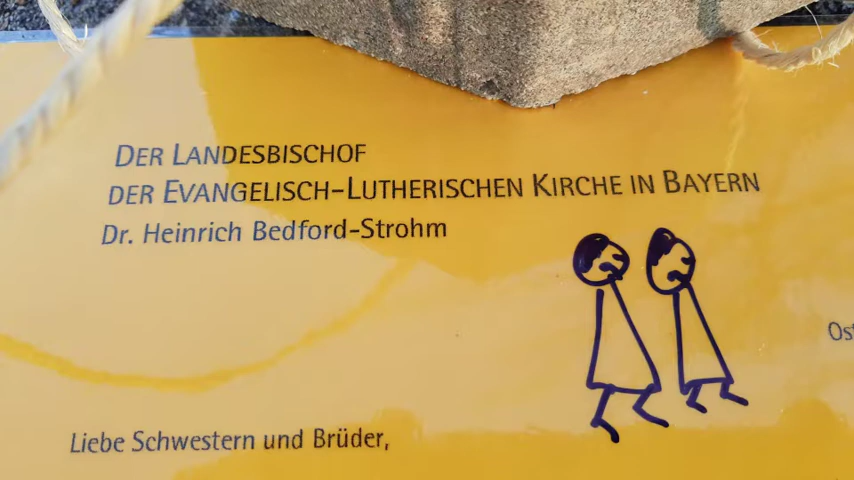 DER LANDESBISCHOF
DER EVANGELISCH-LUTHERISCHEN KIRCHE IN BAYERN
Dr. Heinrich Bedford-Strohm
Liebe Schwestern und Brüder,